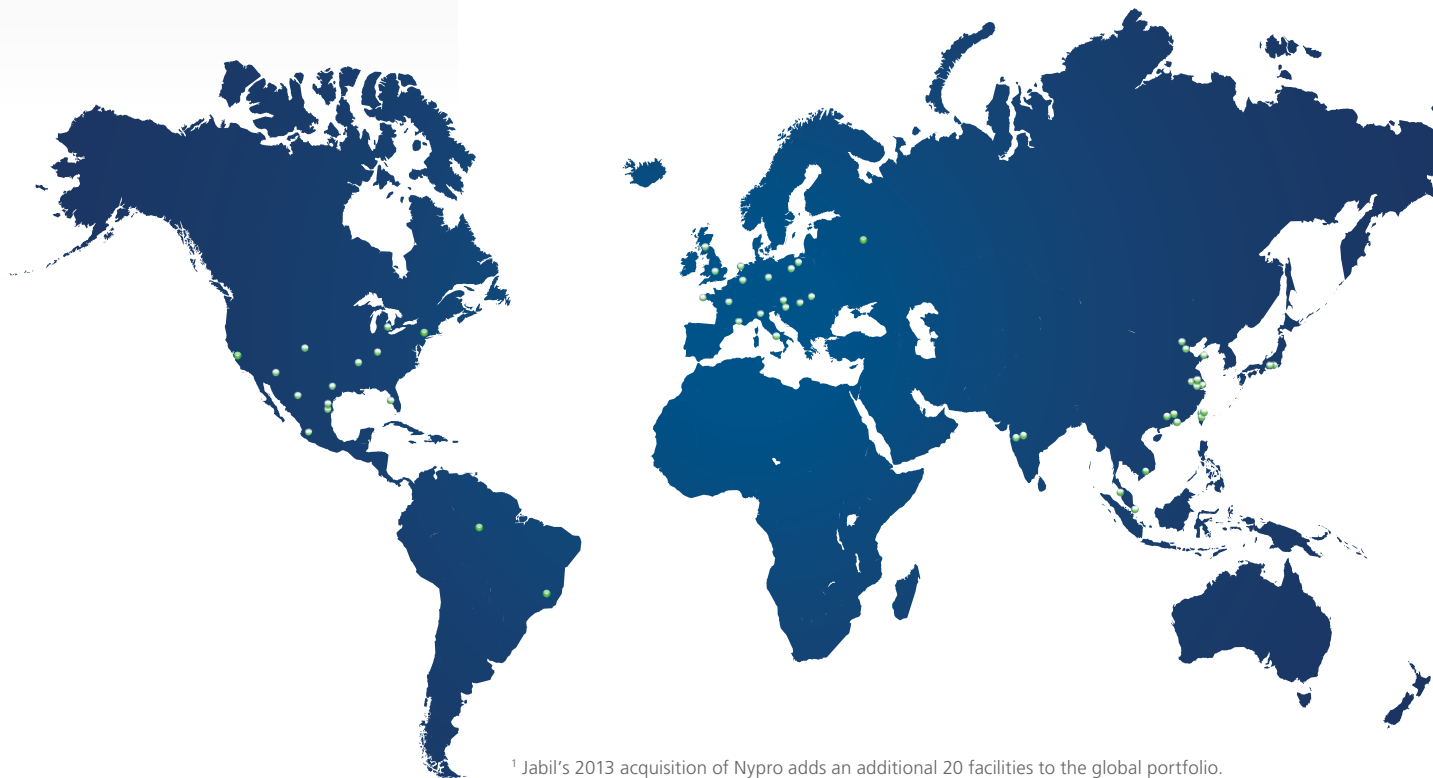 ¹ Jabil's 2013 acquisition of Nypro adds an additional 20 facilities to the global portfolio.